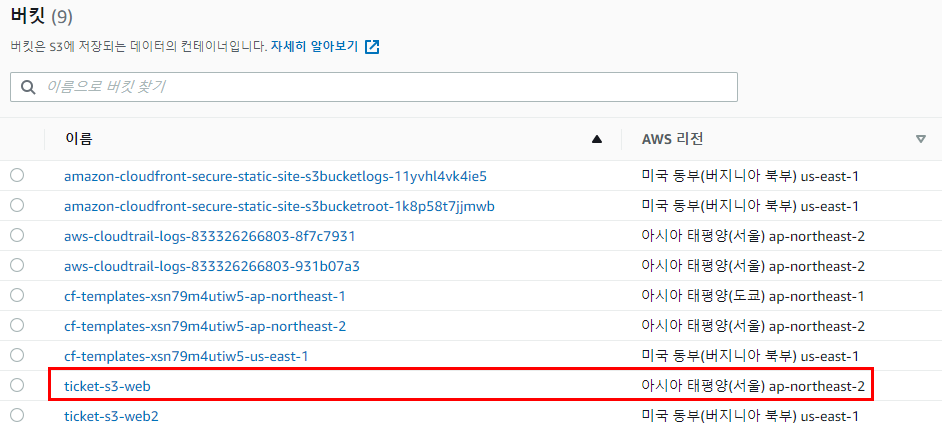 버킷 (9)
버킷은 S3에 저장되는 데이터의 컨테이너입니다. 자세히 알아보기
이름으로 버킷 찾기
이름 AWS 리전
amazon-cloudfront-secure-static-site-s3bucketlogs-11yvhl4vk4ie5 미국 동부(버지니아 북부) us-east-1
amazon-cloudfront-secure-static-site-s3bucketroot-1k8p58t7jjmwb 미국 동부(버지니아 북부) us-east-1
aws-cloudtrail-logs-833326266803-8f7c7931 아시아 태평양(서울) ap-northeast-2
aws-cloudtrail-logs-833326266803-931b07a3 아시아 태평양(서울) ap-northeast-2
cf-templates-xsn79m4utiw5-ap-northeast-1 아시아 태평양(도쿄) ap-northeast-1
cf-templates-xsn79m4utiw5-ap-northeast-2 아시아 태평양(서울) ap-northeast-2
cf-templates-xsn79m4utiw5-us-east-1 미국 동부(버지니아 북부) us-east-1
ticket-s3-web 아시아 태평양(서울) ap-northeast-2
ticket-s3-web2 미국 동부(버지니아 북부) us-east-1